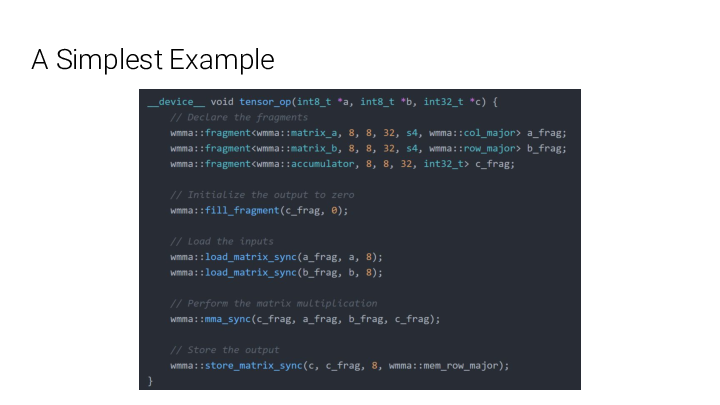 A Simplest Example
__device__ void tensor_op(int8_t *a, int8_t *b, int32_t *c) {
// Declare the fragments
wmma::fragment<wmma::matrix_a, 8, 8, 32, s4, wmma::col_major> a_frag;
wmma::fragment<wmma::matrix_b, 8, 8, 32, s4, wmma::row_major> b_frag;
wmma::fragment<wmma::accumulator, 8, 8, 32, int32_t> c_frag;
// Initialize the output to zero
wmma::fill_fragment(c_frag, 0);
// Load the inputs
wmma::load_matrix_sync(a_frag, a, 8);
wmma::load_matrix_sync(b_frag, b, 8);
// Perform the matrix multiplication
wmma::mma_sync(c_frag, a_frag, b_frag, c_frag);
// Store the output
wmma::store_matrix_sync(c, c_frag, 8, wmma::mem_row_major);
}